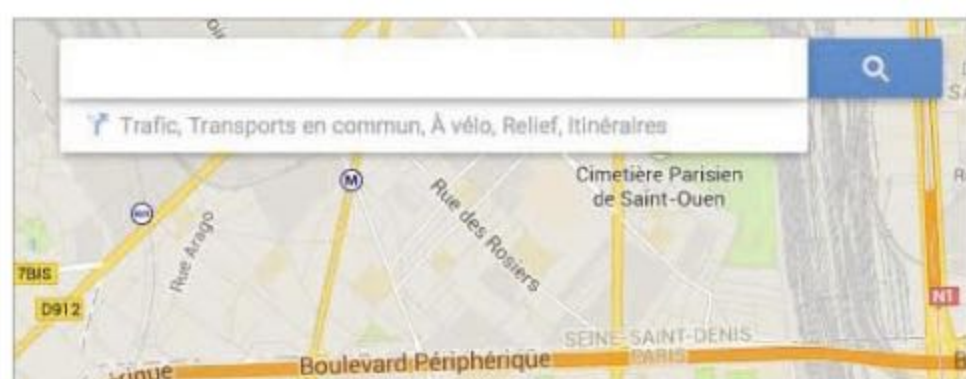 Trafic, Transports en commun, À vélo, Relief, Itinéraires
Cimetière Parisien
de Saint-Ouen
M
RER
Rue des Rosiers
Rue Arago
7BIS
D912
N1
SEINE-SAINT-DENIS
PARIS
Boulevard Périphérique